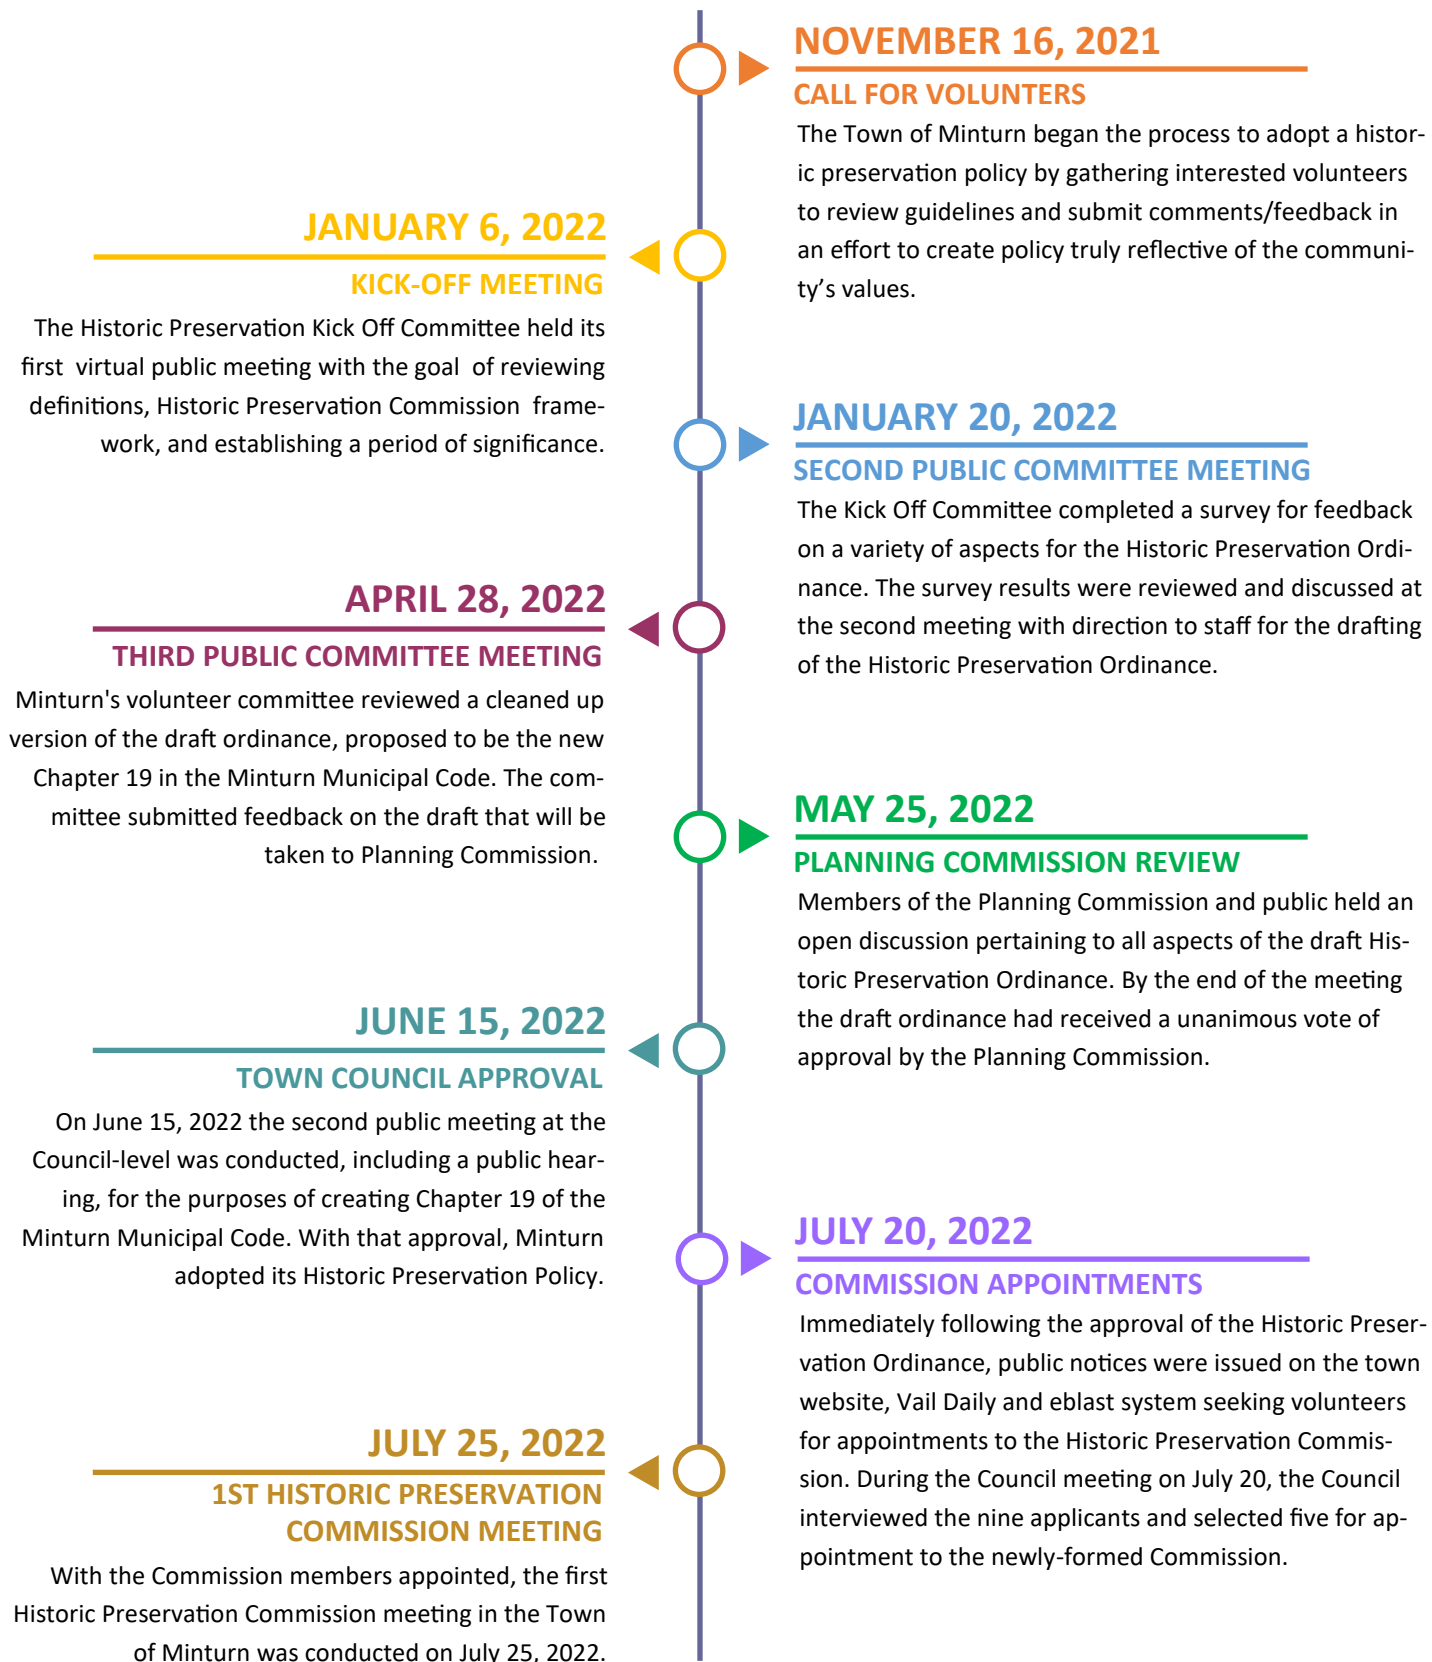 NOVEMBER 16, 2021
CALL FOR VOLUNTERS
The Town of Minturn began the process to adopt a histor-
ic preservation policy by gathering interested volunteers
to review guidelines and submit comments/feedback in
an effort to create policy truly reflective of the communi-
ty's values.
JANUARY 6, 2022
KICK-OFF MEETING
The Historic Preservation Kick Off Committee held its
first virtual public meeting with the goal of reviewing
definitions, Historic Preservation Commission frame-
work, and establishing a period of significance.
JANUARY 20, 2022
SECOND PUBLIC COMMITTEE MEETING
The Kick Off Committee completed a survey for feedback
on a variety of aspects for the Historic Preservation Ordi-
nance. The survey results were reviewed and discussed at
the second meeting with direction to staff for the drafting
of the Historic Preservation Ordinance.
APRIL 28, 2022
THIRD PUBLIC COMMITTEE MEETING
Minturn's volunteer committee reviewed a cleaned up
version of the draft ordinance, proposed to be the new
Chapter 19 in the Minturn Municipal Code. The com-
mittee submitted feedback on the draft that will be
taken to Planning Commission.
MAY 25, 2022
PLANNING COMMISSION REVIEW
Members of the Planning Commission and public held an
open discussion pertaining to all aspects of the draft His-
toric Preservation Ordinance. By the end of the meeting
the draft ordinance had received a unanimous vote of
approval by the Planning Commission.
JUNE 15, 2022
TOWN COUNCIL APPROVAL
On June 15, 2022 the second public meeting at the
Council-level was conducted, including a public hear-
ing, for the purposes of creating Chapter 19 of the
Minturn Municipal Code. With that approval, Minturn
adopted its Historic Preservation Policy.
JULY 20, 2022
COMMISSION APPOINTMENTS
Immediately following the approval of the Historic Preser-
vation Ordinance, public notices were issued on the town
website, Vail Daily and eblast system seeking volunteers
for appointments to the Historic Preservation Commis-
sion. During the Council meeting on July 20, the Council
interviewed the nine applicants and selected five for ap-
pointment to the newly-formed Commission.
JULY 25, 2022
1ST HISTORIC PRESERVATION
COMMISSION MEETING
With the Commission members appointed, the first
Historic Preservation Commission meeting in the Town
of Minturn was conducted on July 25, 2022.